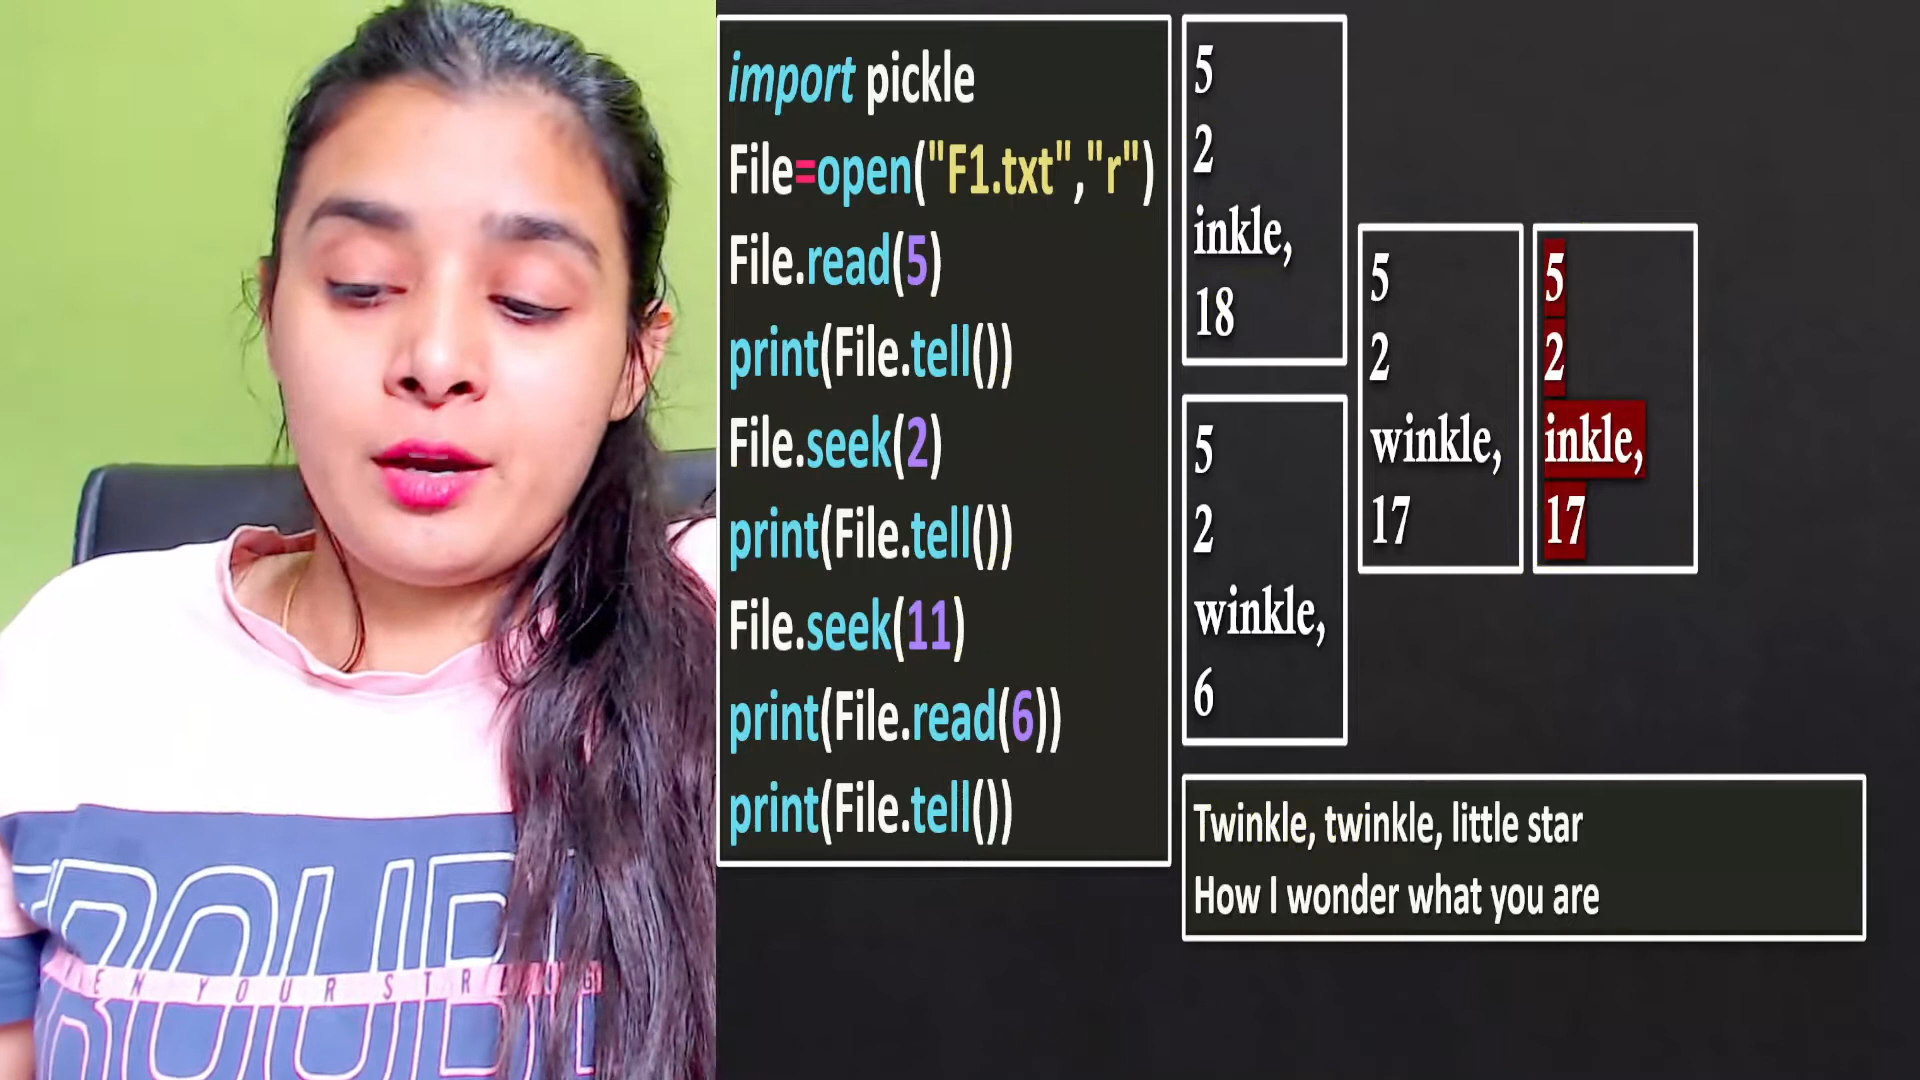 import pickle
File=open("F1.txt","r")
File.read(5)
print(File.tell())
File.seek(2)
print(File.tell())
File.seek(11)
print(File.read(6))
print(File.tell())
5
2
inkle,
18
5
2
winkle,
6
5
2
winkle,
17
5
2
inkle,
17
Twinkle, twinkle, little star
How I wonder what you are